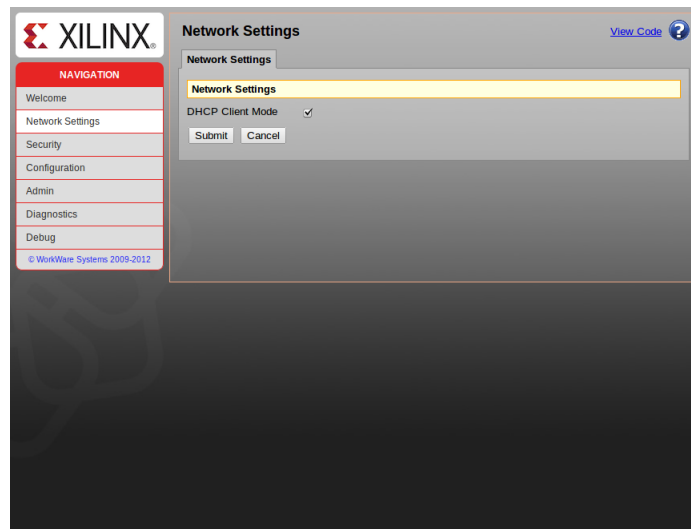 XILINX®
NAVIGATION
Welcome
Network Settings
Security
Configuration
Admin
Diagnostics
Debug
© WorkWare Systems 2009-2012
Network Settings
View Code ?
Network Settings
Network Settings
DHCP Client Mode
Submit Cancel